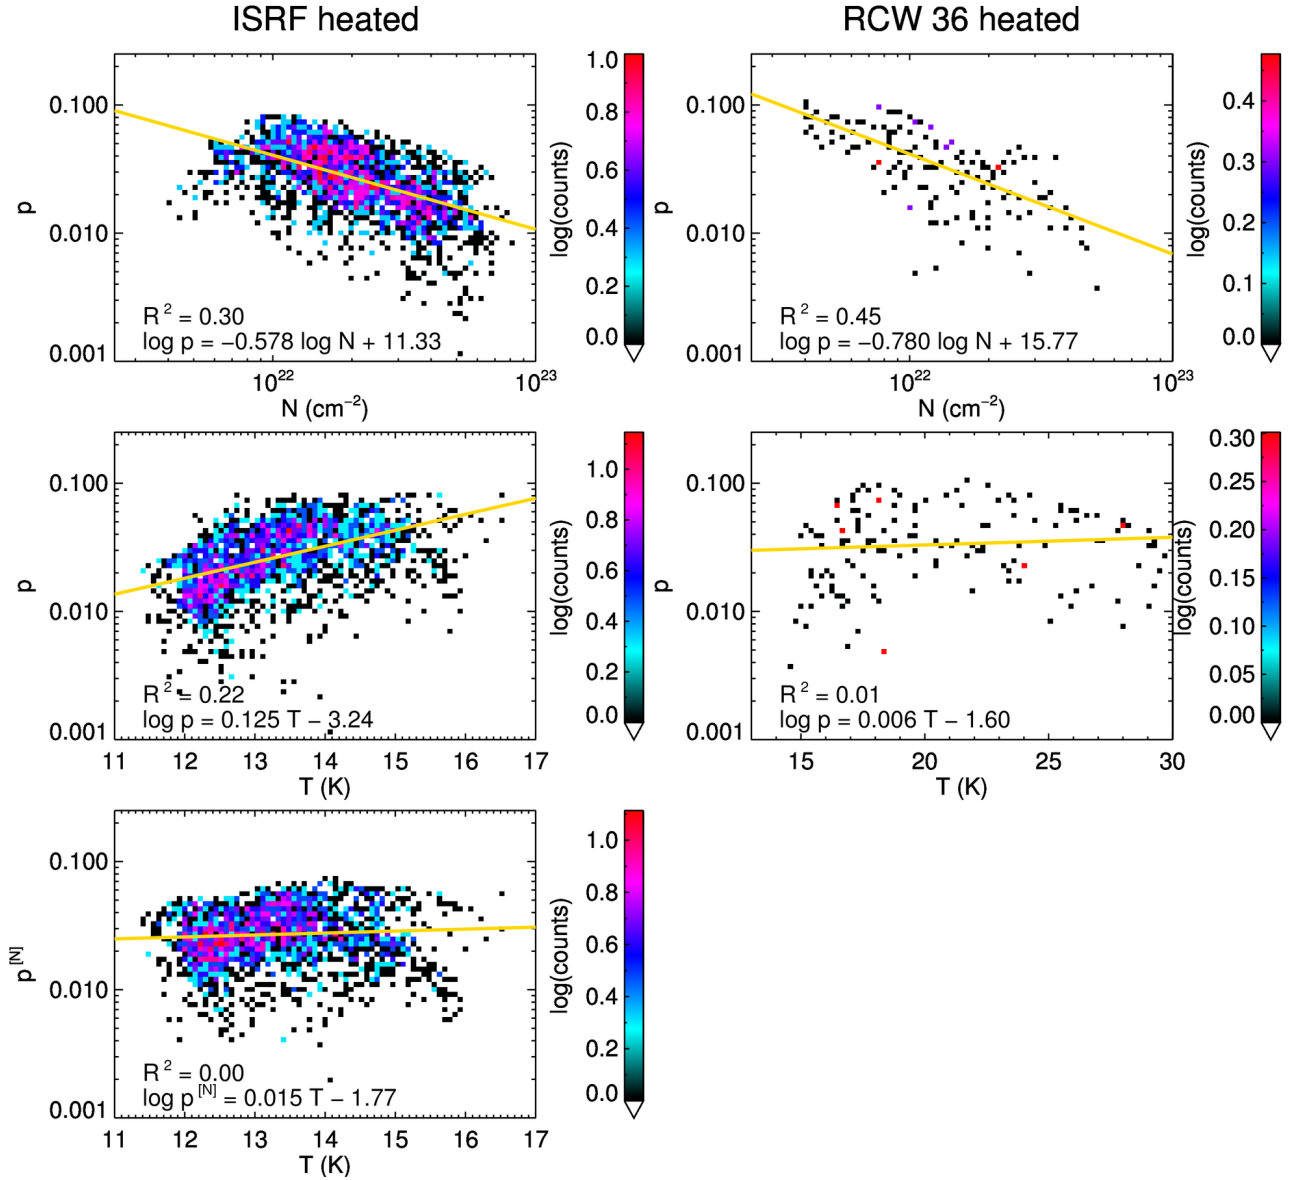 ISRF heated
RCW 36 heated
0.100
0.010
0.001
p
10^22
10^23
N (cm^−2)
R^2 = 0.30
log p = −0.578 log N + 11.33
1.0
0.8
0.6
0.4
0.2
0.0
log(counts)
0.100
0.010
0.001
p
10^22
10^23
N (cm^−2)
R^2 = 0.45
log p = −0.780 log N + 15.77
0.4
0.3
0.2
0.1
0.0
log(counts)
0.100
0.010
0.001
p
11 12 13 14 15 16 17
T (K)
R^2 = 0.22
log p = 0.125 T − 3.24
1.0
0.8
0.6
0.4
0.2
0.0
log(counts)
0.100
0.010
0.001
p
15 20 25 30
T (K)
R^2 = 0.01
log p = 0.006 T − 1.60
0.30
0.25
0.20
0.15
0.10
0.05
0.00
log(counts)
0.100
0.010
0.001
p^[N]
11 12 13 14 15 16 17
T (K)
R^2 = 0.00
log p^[N] = 0.015 T − 1.77
1.0
0.8
0.6
0.4
0.2
0.0
log(counts)